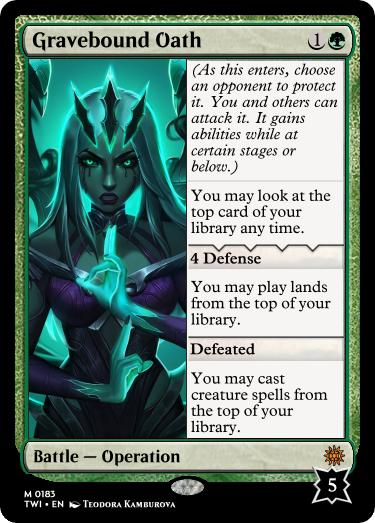 Gravebound Oath 1
(As this enters, choose
an opponent to protect
it. You and others can
attack it. It gains
abilities while at
certain stages or
below.)
You may look at the
top card of your
library any time.
4 Defense
You may play lands
from the top of your
library.
Defeated
You may cast
creature spells from
the top of your
library.
Battle — Operation
5
M 0183
TWI • EN Teodora Kamburova